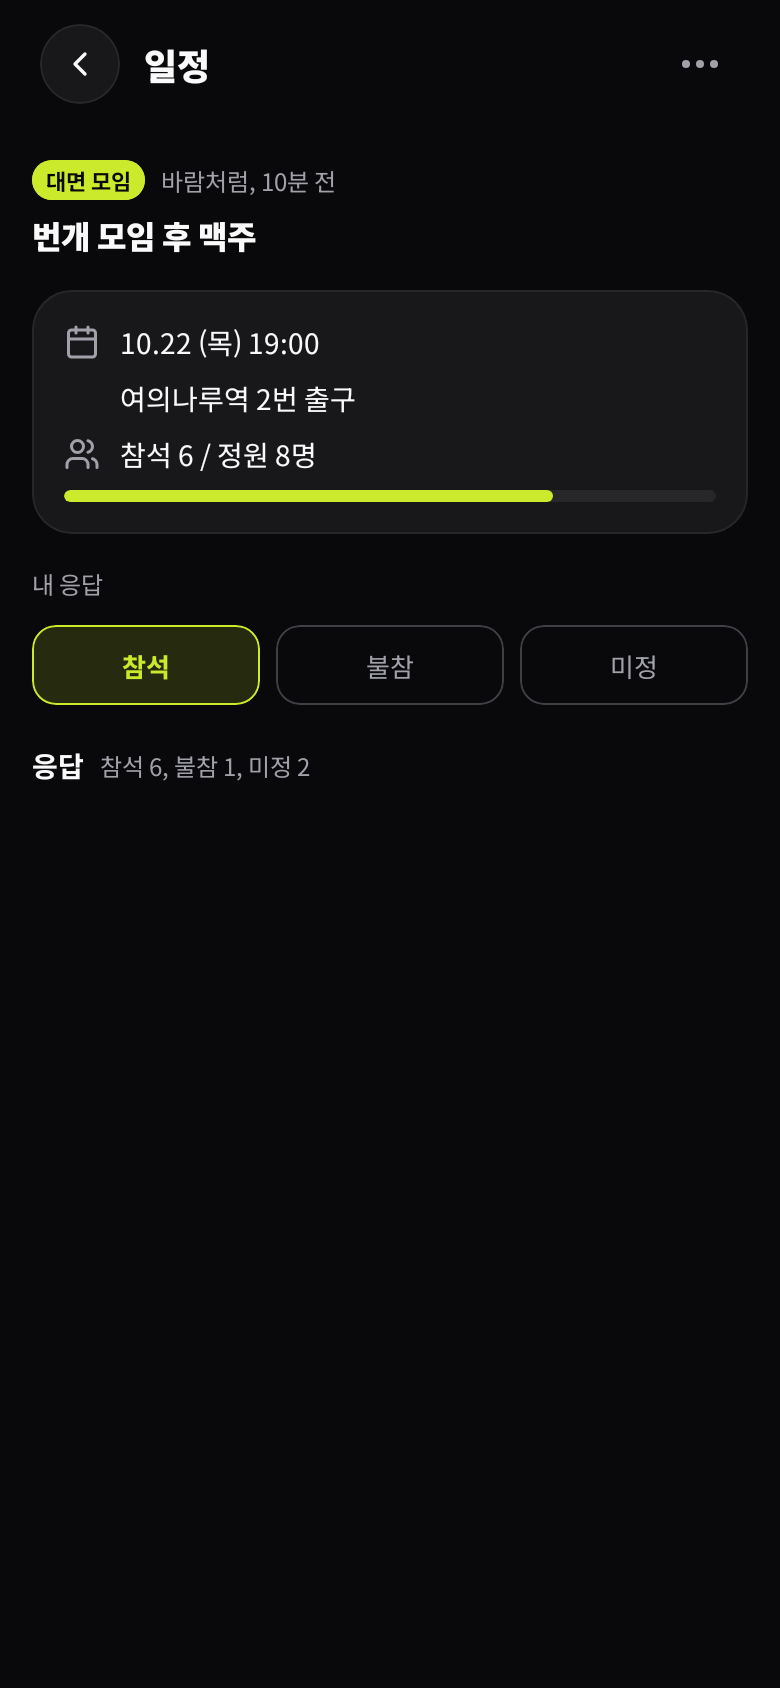 일정
대면 모임 바람처럼, 10분 전
번개 모임 후 맥주
10.22 (목) 19:00
여의나루역 2번 출구
참석 6 / 정원 8명
내 응답
참석 불참 미정
응답 참석 6, 불참 1, 미정 2